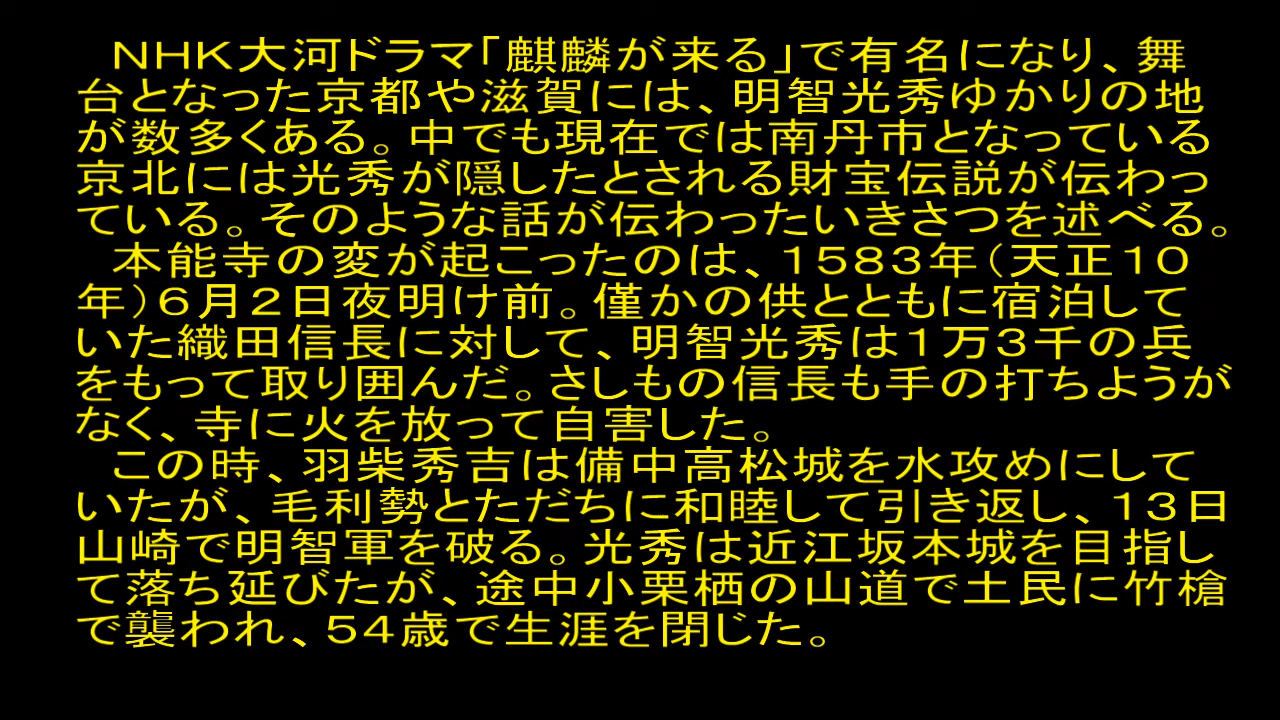 ＮＨＫ大河ドラマ「麒麟が来る」で有名になり、舞
台となった京都や滋賀には、明智光秀ゆかりの地
が数多くある。中でも現在では南丹市となっている
京北には光秀が隠したとされる財宝伝説が伝わっ
ている。そのような話が伝わったいきさつを述べる。
　本能寺の変が起こったのは、１５８３年（天正１０
年）６月２日夜明け前。僅かの供とともに宿泊して
いた織田信長に対して、明智光秀は１万３千の兵
をもって取り囲んだ。さしもの信長も手の打ちようが
なく、寺に火を放って自害した。
　この時、羽柴秀吉は備中高松城を水攻めにして
いたが、毛利勢とただちに和睦して引き返し、１３日
山崎で明智軍を破る。光秀は近江坂本城を目指し
て落ち延びたが、途中小栗栖の山道で土民に竹槍
で襲われ、５４歳で生涯を閉じた。